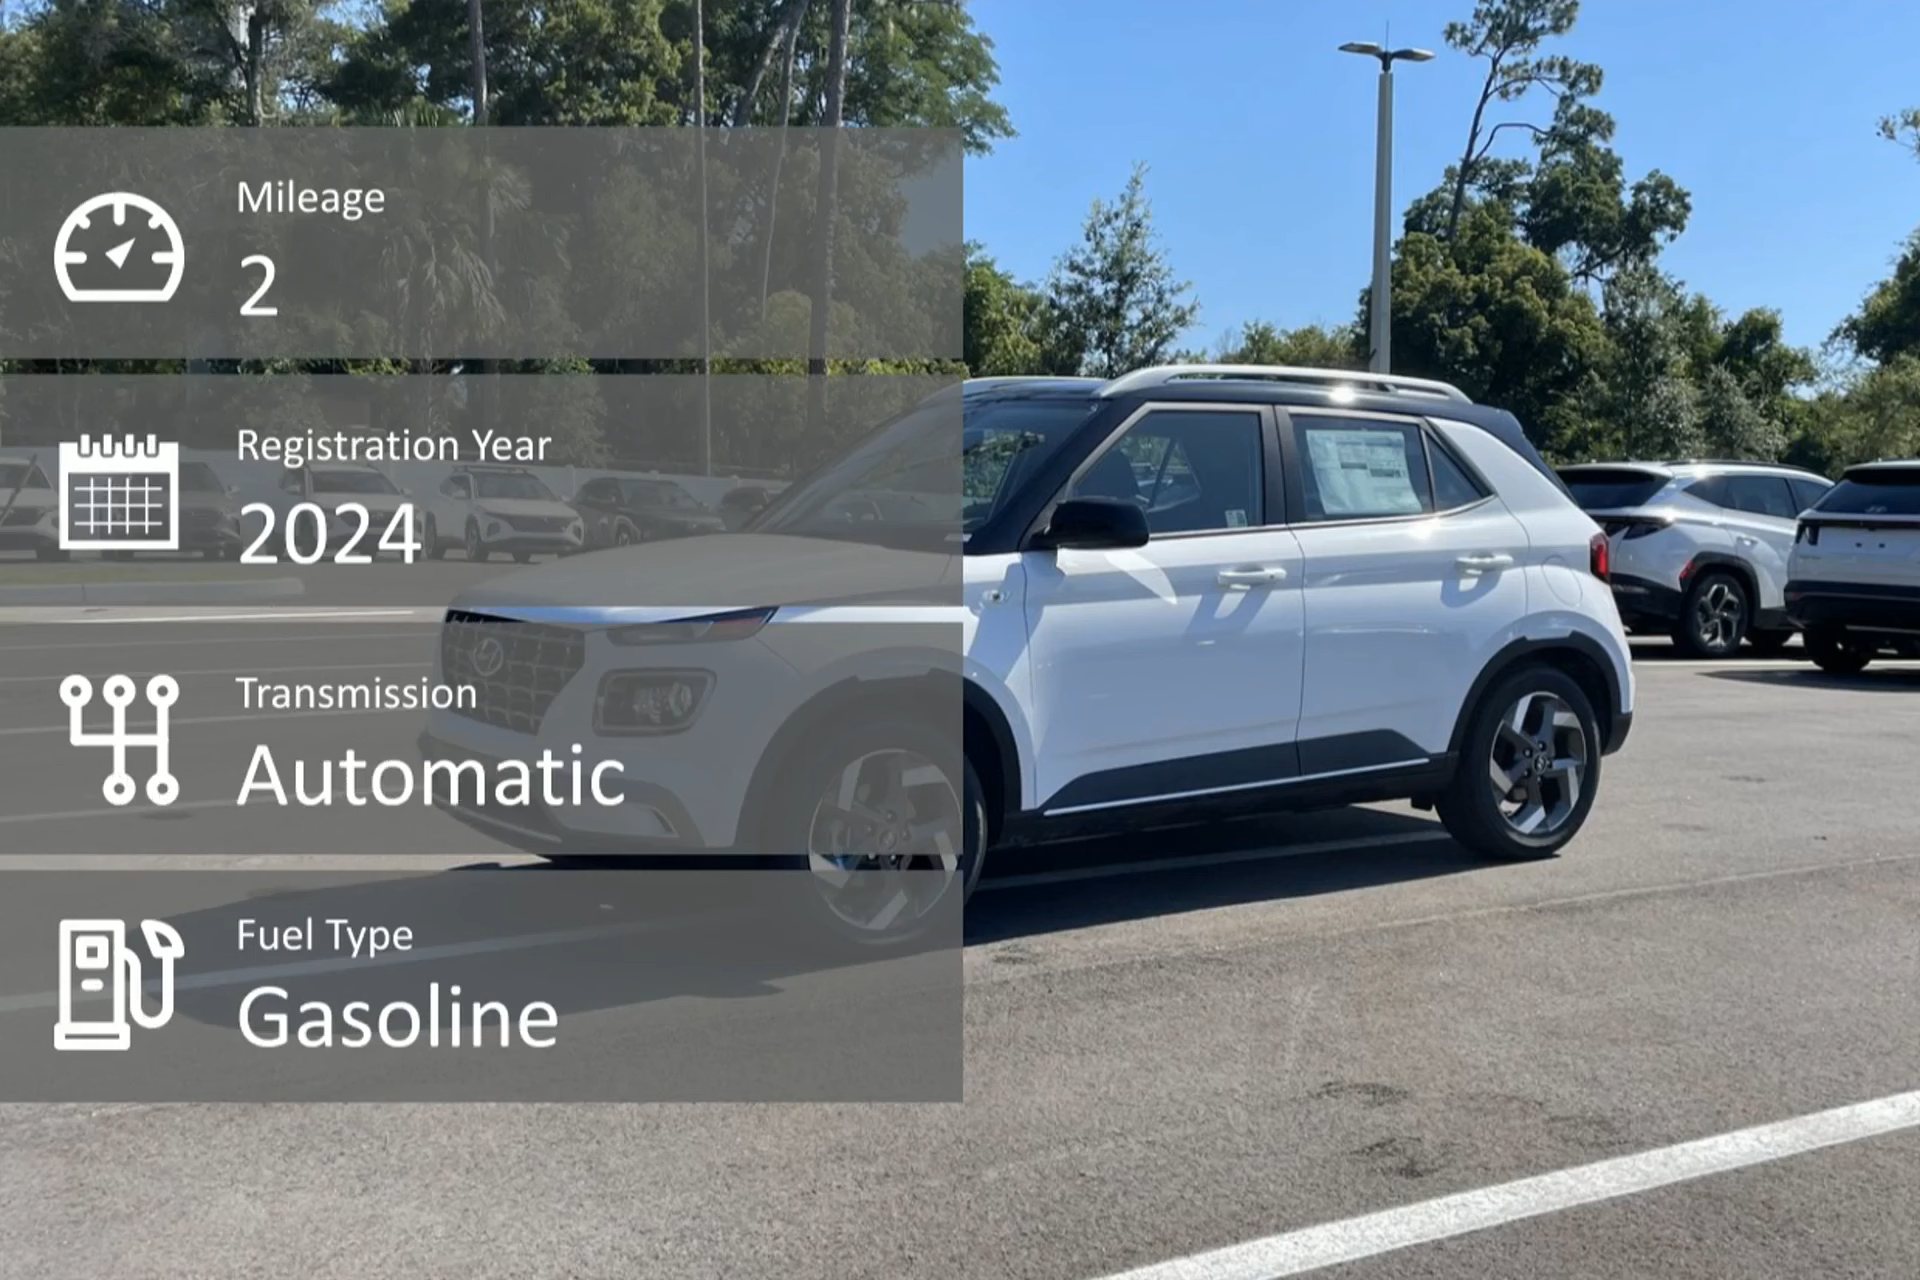 Mileage
2
Registration Year
2024
Transmission
Automatic
Fuel Type
Gasoline